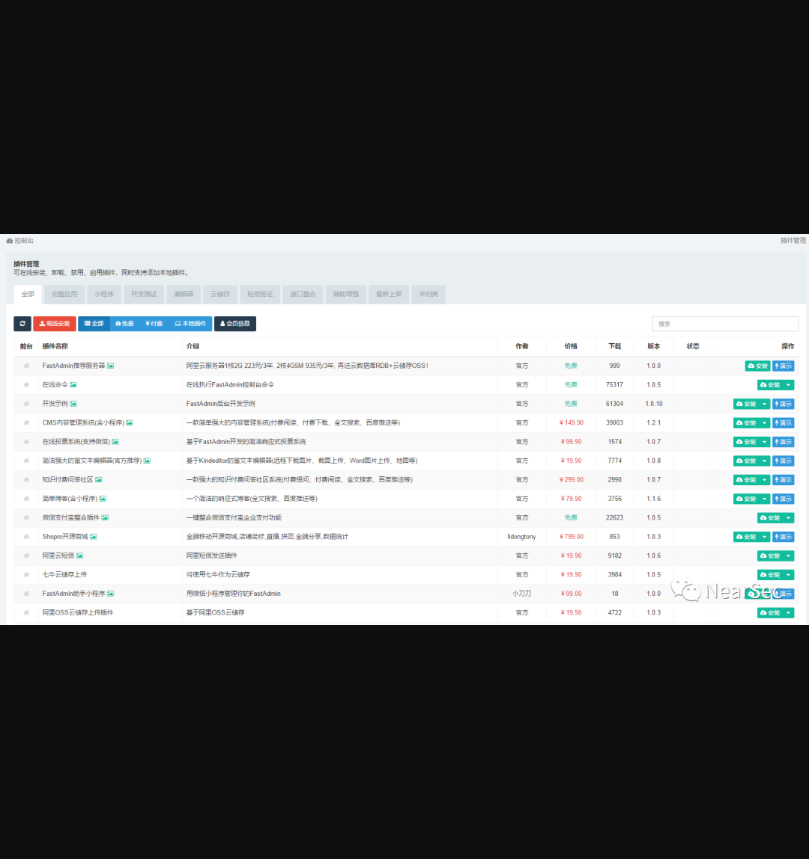 控制台 插件管理
插件管理
可在线安装、卸载、禁用、启用插件，同时支持添加本地插件。
全部 完整应用 小程序 开发测试 编辑器 云储存 短信验证 接口整合 辅助增强 最新上架 未归类
离线安装 全部 免费 ¥付费 本地插件 会员信息 搜索
前台 插件名称 介绍 作者 价格 下载 版本 状态 操作
FastAdmin推荐服务器 阿里云服务器1核2G 223元/3年, 2核4G6M 935元/3年, 再送云数据库RDB+云储存OSS! 官方 免费 999 1.0.0 安装 演示
在线命令 在线执行FastAdmin控制台命令 官方 免费 75317 1.0.5 安装
开发示例 FastAdmin后台开发示例 官方 免费 61304 1.0.10 安装 演示
CMS内容管理系统(含小程序) 一款简单强大的内容管理系统(付费阅读、付费下载、全文搜索、百度推送等) 官方 ¥149.90 39003 1.2.1 安装 演示
在线投票系统(支持微信) 基于FastAdmin开发的简洁响应式投票系统 官方 ¥99.90 1674 1.0.7 安装 演示
简洁强大的富文本编辑器(官方推荐) 基于Kindeditor的富文本编辑器(远程下载图片、截图上传、Word图片上传、地图等) 官方 ¥19.90 7774 1.0.8 安装 演示
知识付费问答社区 一款强大的知识付费问答社区系统(付费提问、付费阅读、全文搜索、百度推送等) 官方 ¥299.00 2990 1.0.7 安装 演示
简单博客(含小程序) 一个简洁的响应式博客(全文搜索、百度推送等) 官方 ¥79.90 3756 1.1.6 安装 演示
微信支付宝整合插件 一键整合微信支付宝企业支付功能 官方 免费 22623 1.0.5 安装
Shopro开源商城 全端移动开源商城,店铺装修,直播,拼团,全端分享,数据统计 lidongtony ¥799.00 853 1.0.3 安装 演示
阿里云短信 阿里短信发送插件 官方 ¥19.90 9182 1.0.6 安装
七牛云储存上传 将使用七牛作为云储存 官方 ¥19.90 3984 1.0.5 安装
FastAdmin助手小程序 用微信小程序管理你的FastAdmin 小刀刀 ¥99.00 18 1.0.0 演示
阿里OSS云储存上传插件 基于阿里OSS云储存 官方 ¥19.90 4722 1.0.3 安装
Nea Sec